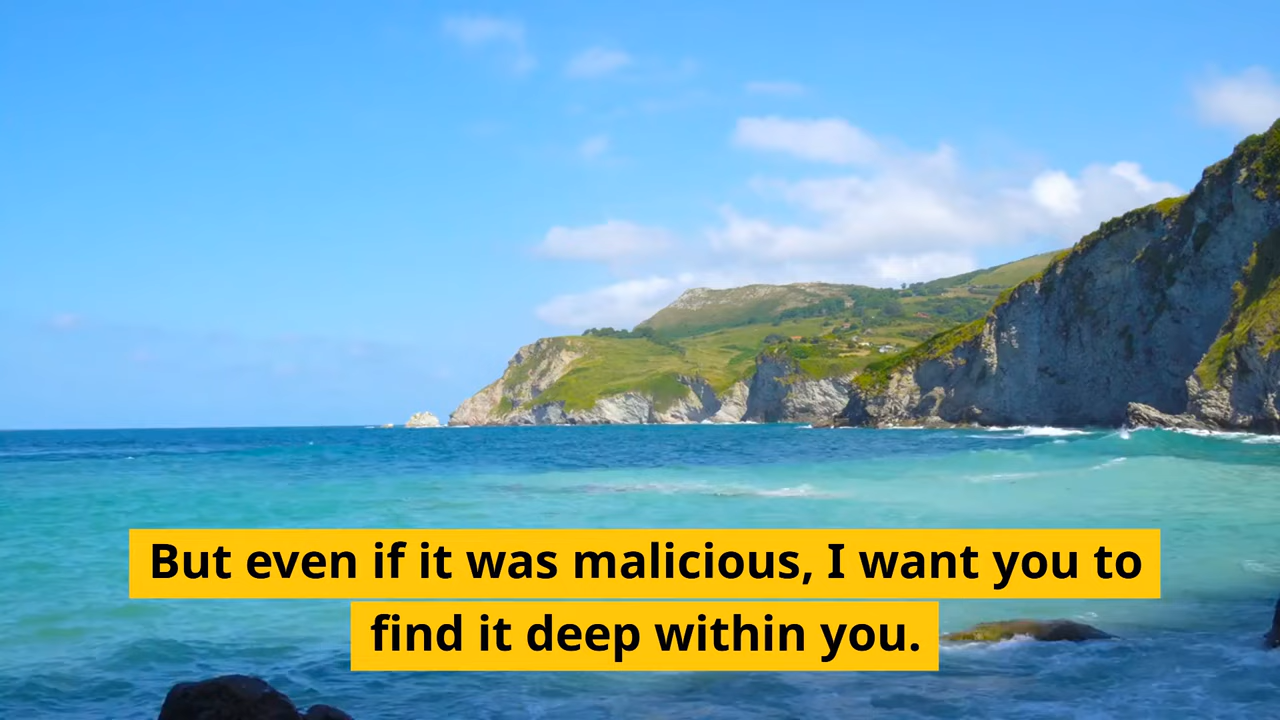 But even if it was malicious, I want you to
find it deep within you.